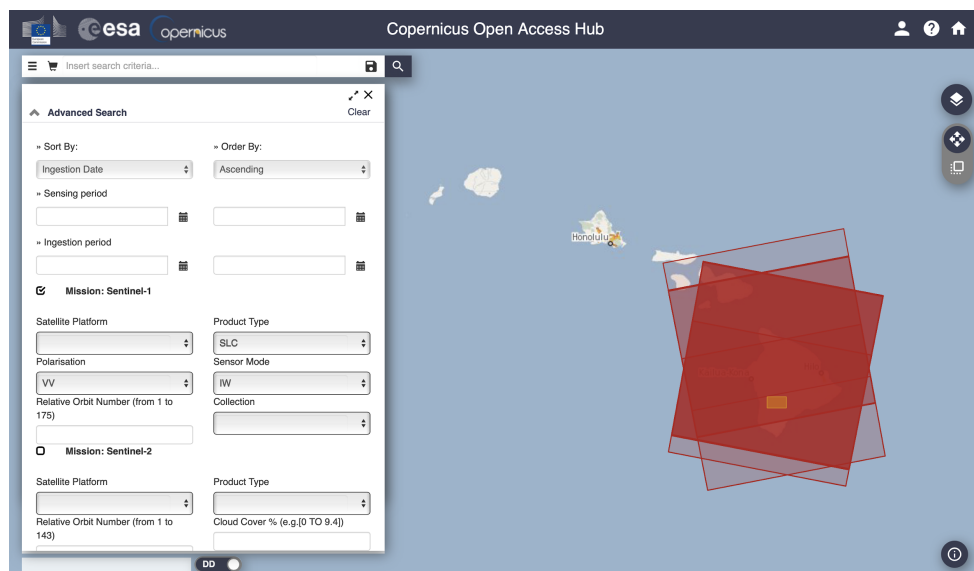 esa
opernicus
Copernicus Open Access Hub
Insert search criteria...
Advanced Search
Clear
» Sort By:
» Order By:
Ingestion Date
Ascending
» Sensing period
» Ingestion period
Mission: Sentinel-1
Satellite Platform
Product Type
SLC
Polarisation
Sensor Mode
VV
IW
Relative Orbit Number (from 1 to
175)
Collection
Mission: Sentinel-2
Satellite Platform
Product Type
Relative Orbit Number (from 1 to
143)
Cloud Cover % (e.g.[0 TO 9.4])
DD
Honolulu